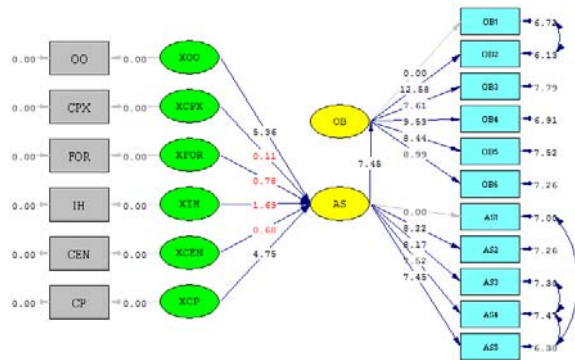 0.00 OO 0.00 XOO
0.00 CPX 0.00 XCPX
0.00 FOR 0.00 XFOR
0.00 IH 0.00 XIH
0.00 CEN 0.00 XCEN
0.00 CP 0.00 XCP
5.36
0.11
0.78
1.69
0.60
4.75
OB
AS
7.45
0.00
12.58
7.61
9.53
8.44
8.99
0.00
8.22
8.17
7.52
7.45
OB1 6.72
OB2 6.13
OB3 7.79
OB4 6.91
OB5 7.52
OB6 7.26
AS1 7.00
AS2 7.26
AS3 7.38
AS4 7.47
AS5 6.30